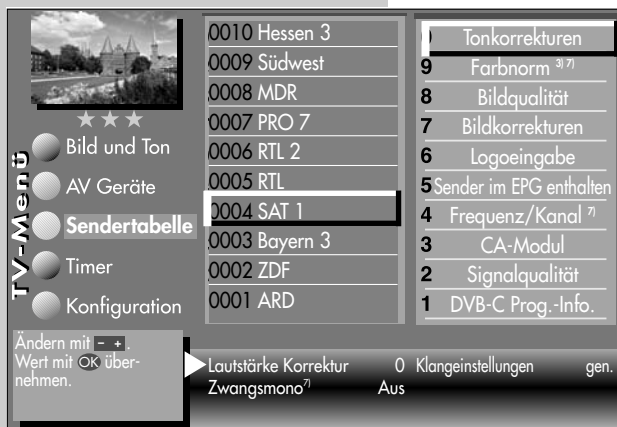 TV-Menü
Bild und Ton
AV Geräte
Sendertabelle
Timer
Konfiguration
Ändern mit - + .
Wert mit OK über-
nehmen.
0010 Hessen 3
0009 Südwest
0008 MDR
0007 PRO 7
0006 RTL 2
0005 RTL
0004 SAT 1
0003 Bayern 3
0002 ZDF
0001 ARD
Tonkorrekturen
9 Farbnorm 3) 7)
8 Bildqualität
7 Bildkorrekturen
6 Logoeingabe
5 Sender im EPG enthalten
4 Frequenz/Kanal 7)
3 CA-Modul
2 Signalqualität
1 DVB-C Prog.-Info.
Lautstärke Korrektur 0 Klangeinstellungen gen.
Zwangsmono7) Aus